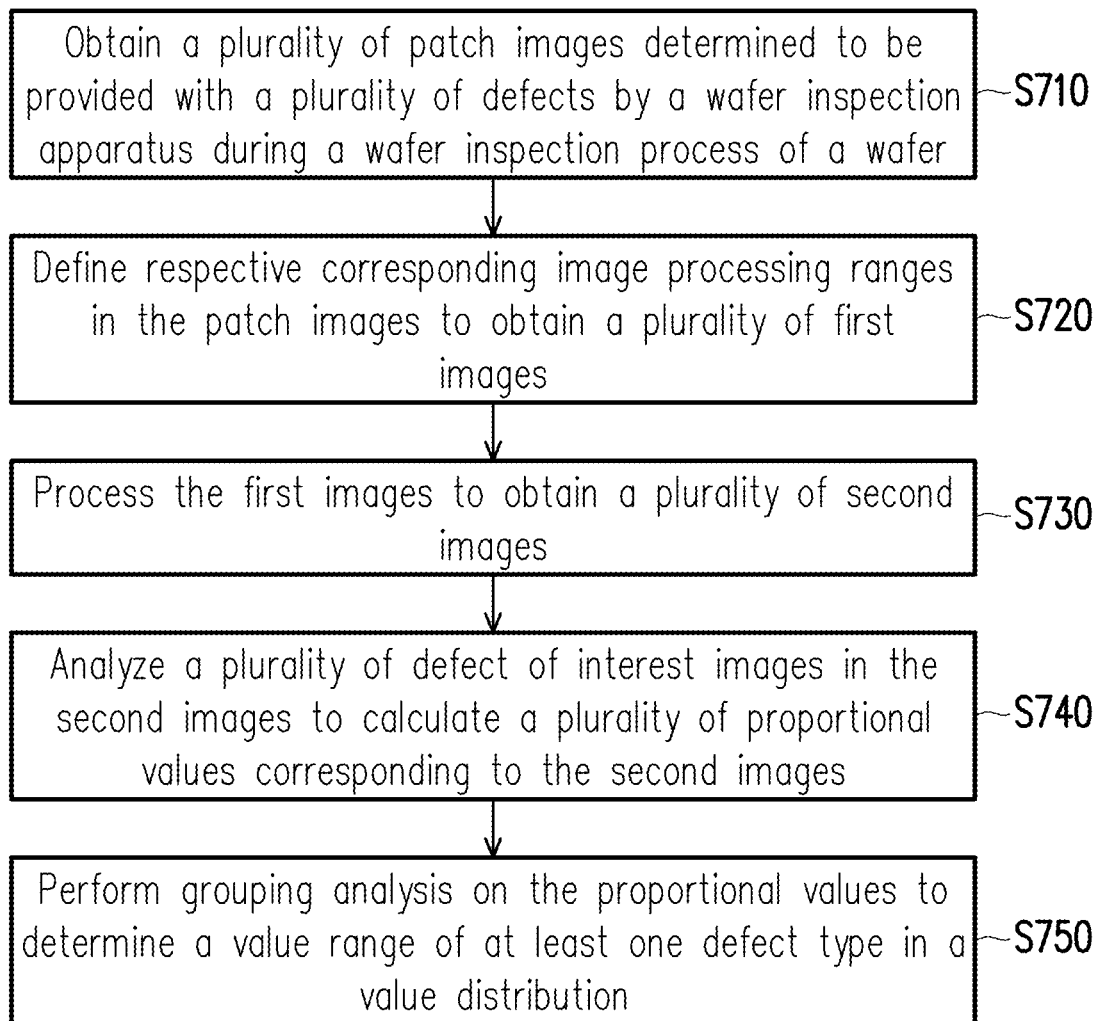 Obtain a plurality of patch images determined to be
provided with a plurality of defects by a wafer inspection
apparatus during a wafer inspection process of a wafer
S710
Define respective corresponding image processing ranges
in the patch images to obtain a plurality of first
images
S720
Process the first images to obtain a plurality of second
images
S730
Analyze a plurality of defect of interest images in the
second images to calculate a plurality of proportional
values corresponding to the second images
S740
Perform grouping analysis on the proportional values to
determine a value range of at least one defect type in a
value distribution
S750